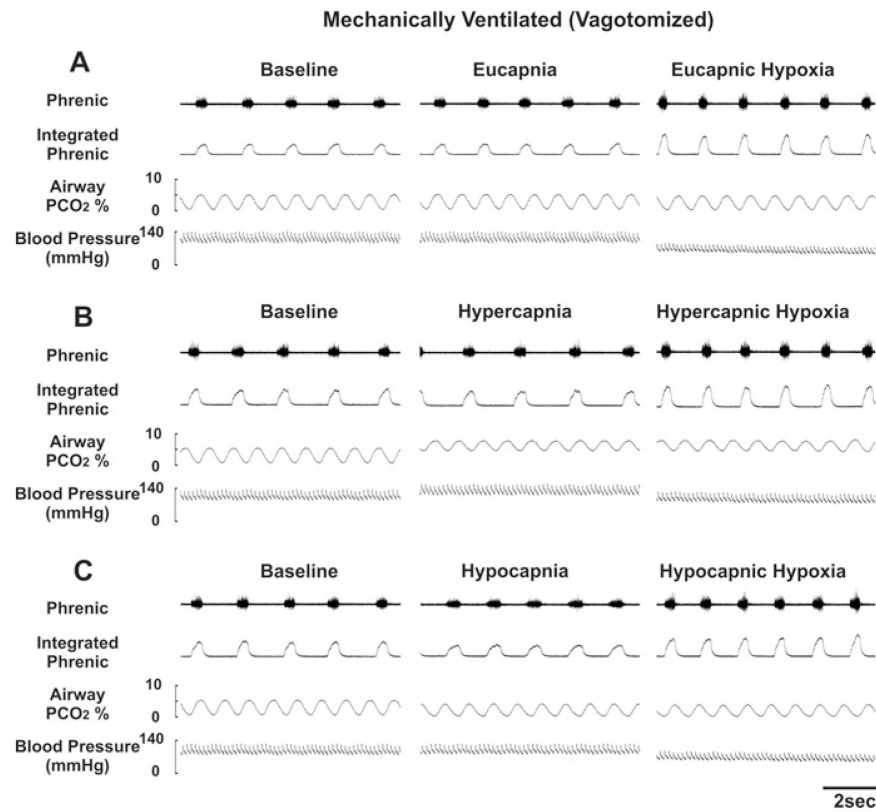 Mechanically Ventilated (Vagotomized)
A
Baseline Eucapnia Eucapnic Hypoxia
Phrenic
Integrated
Phrenic
Airway 10
PCO₂ % 0
Blood Pressure 140
(mmHg) 0
B
Baseline Hypercapnia Hypercapnic Hypoxia
Phrenic
Integrated
Phrenic
Airway 10
PCO₂ % 0
Blood Pressure 140
(mmHg) 0
C
Baseline Hypocapnia Hypocapnic Hypoxia
Phrenic
Integrated
Phrenic
Airway 10
PCO₂ % 0
Blood Pressure 140
(mmHg) 0
2sec